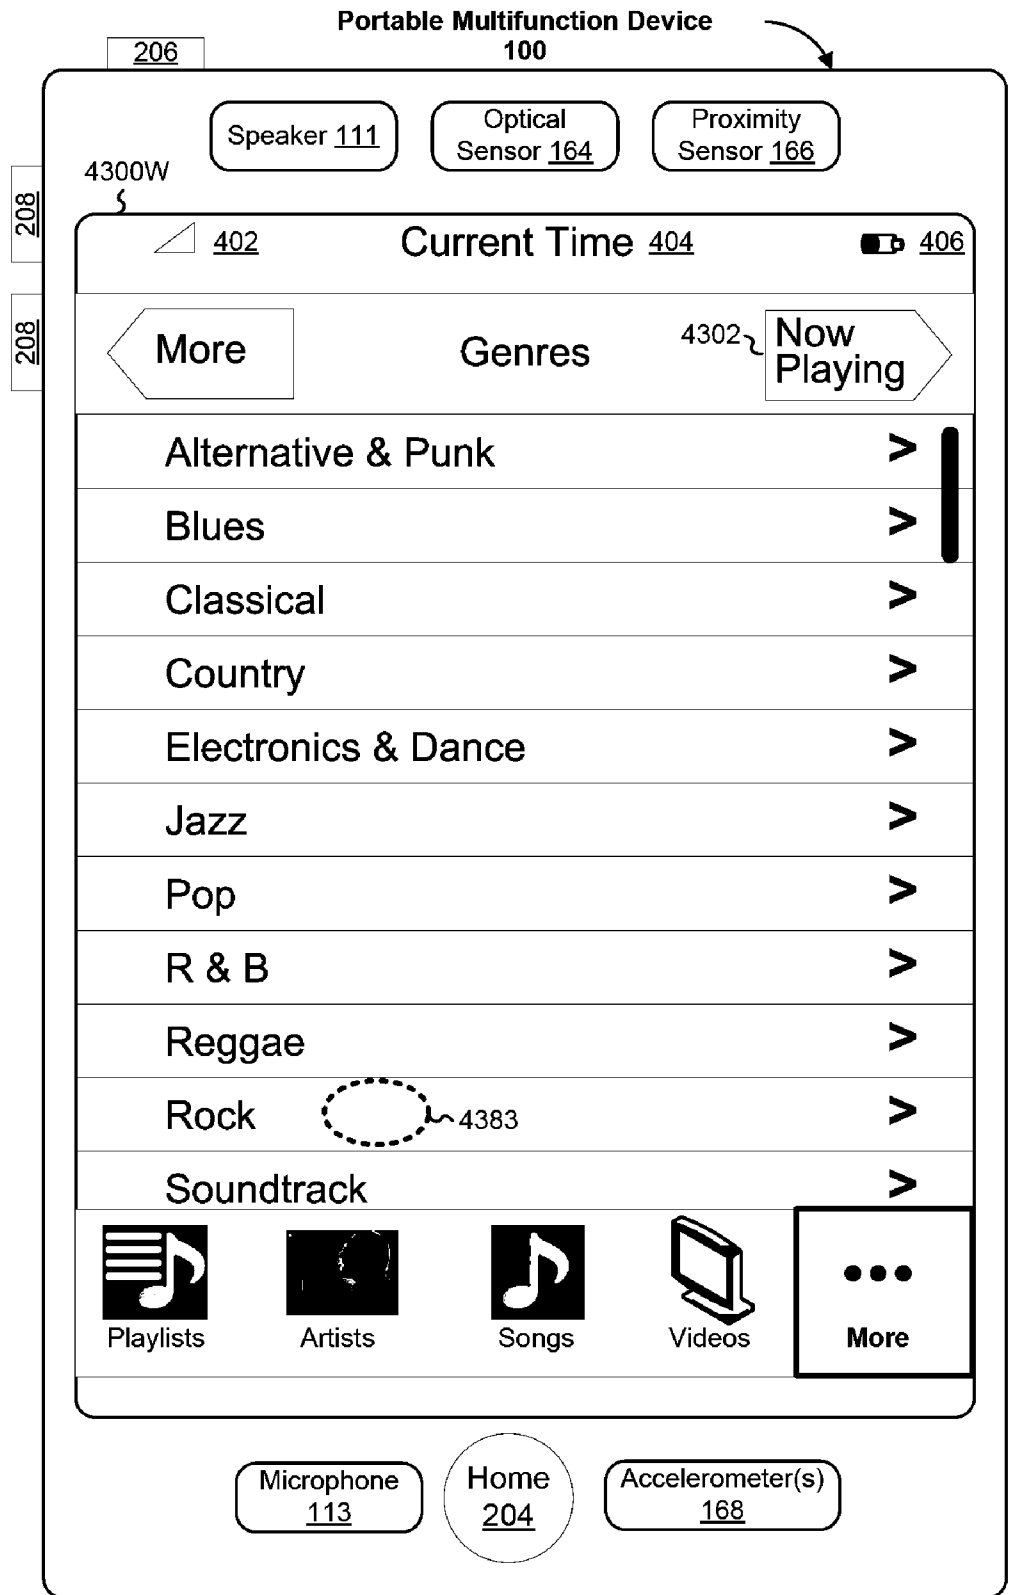 Portable Multifunction Device
100
206
Speaker 111
Optical
Sensor 164
Proximity
Sensor 166
4300W
208
208
402
Current Time 404
406
More
Genres
4302
Now
Playing
Alternative & Punk
>
Blues
>
Classical
>
Country
>
Electronics & Dance
>
Jazz
>
Pop
>
R & B
>
Reggae
>
Rock
4383
>
Soundtrack
>
Playlists
Artists
Songs
Videos
More
Microphone
113
Home
204
Accelerometer(s)
168